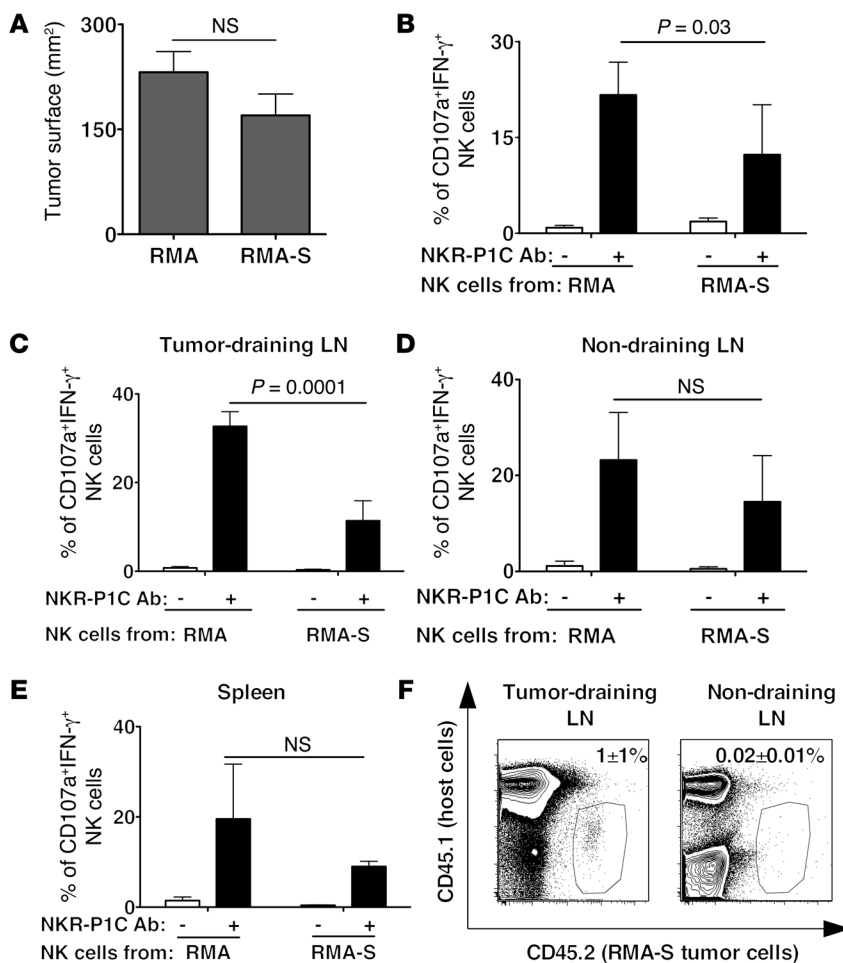 A
NS
Tumor surface (mm²)
300
150
0
RMA
RMA-S
B
P = 0.03
% of CD107a⁺IFN-γ⁺
NK cells
30
15
0
NKR-P1C Ab: - + - +
NK cells from: RMA RMA-S
C
Tumor-draining LN
P = 0.0001
% of CD107a⁺IFN-γ⁺
NK cells
40
20
0
NKR-P1C Ab: - + - +
NK cells from: RMA RMA-S
D
Non-draining LN
NS
% of CD107a⁺IFN-γ⁺
NK cells
40
20
0
NKR-P1C Ab: - + - +
NK cells from: RMA RMA-S
E
Spleen
NS
% of CD107a⁺IFN-γ⁺
NK cells
40
20
0
NKR-P1C Ab: - + - +
NK cells from: RMA RMA-S
F
Tumor-draining
LN
Non-draining
LN
1±1%
0.02±0.01%
CD45.1 (host cells)
CD45.2 (RMA-S tumor cells)